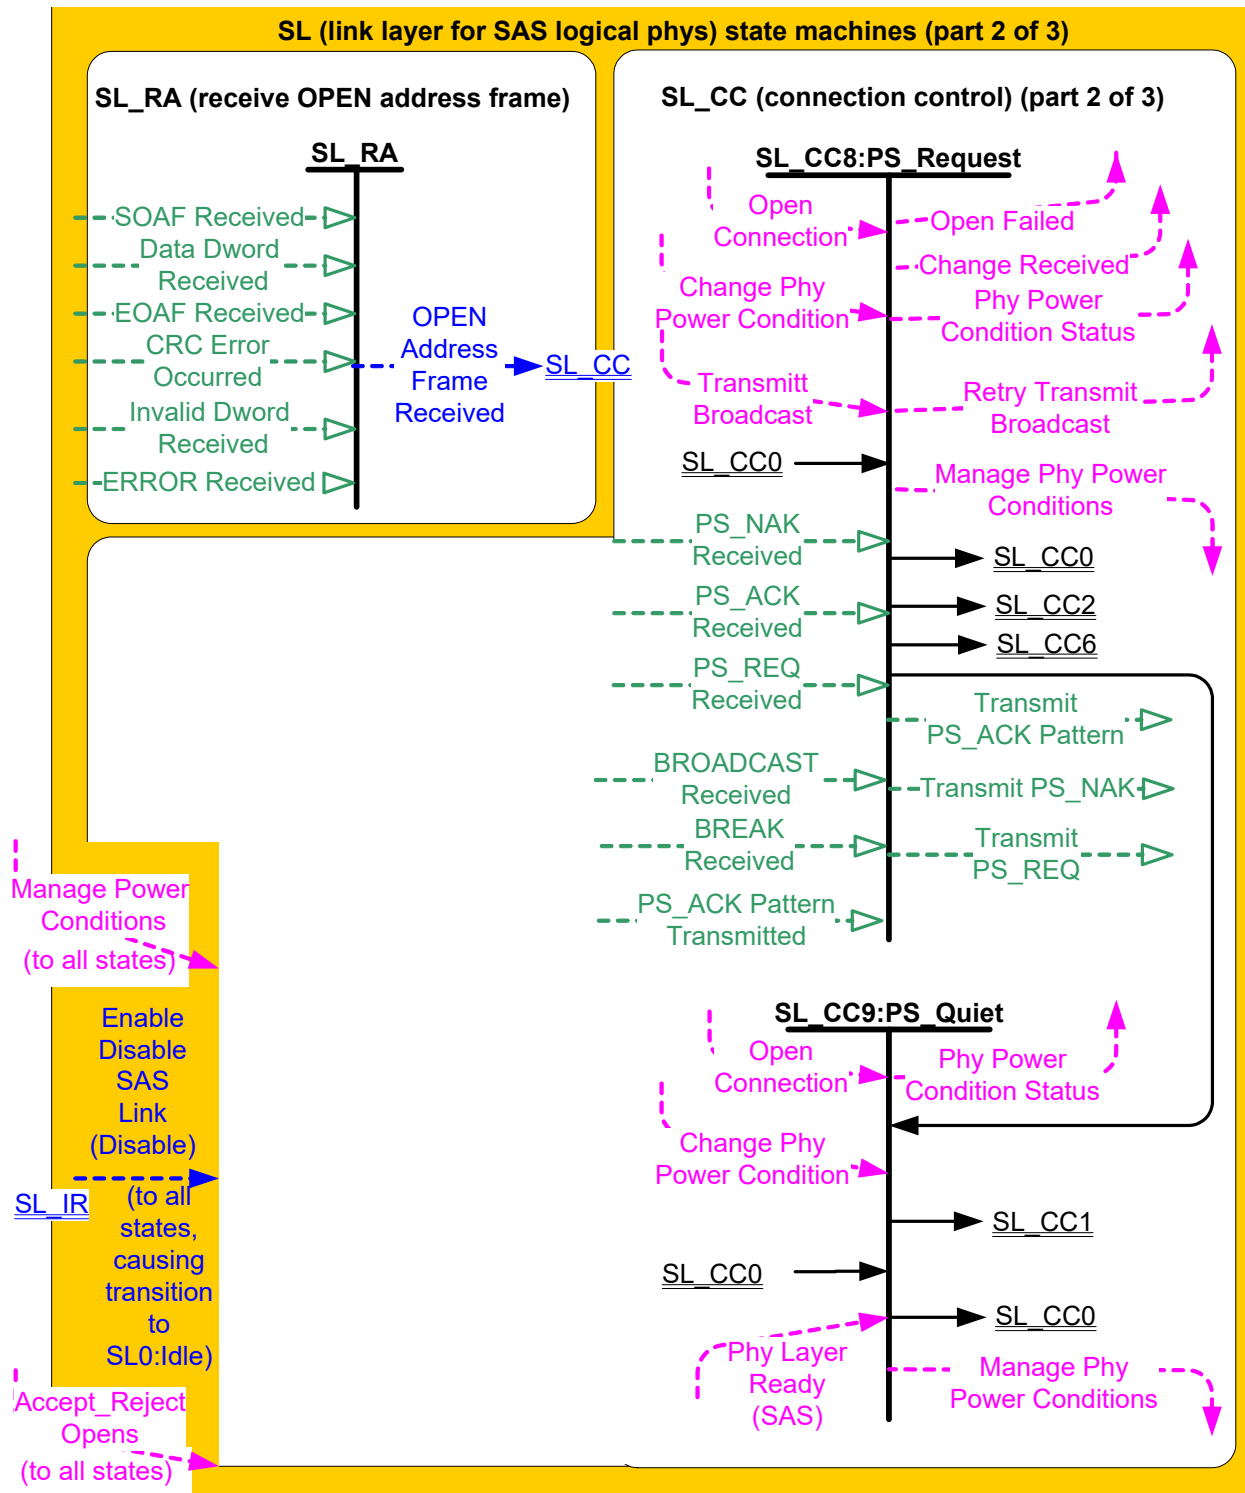 SL (link layer for SAS logical phys) state machines (part 2 of 3)
SL_RA (receive OPEN address frame)
SL_RA
SOAF Received
Data Dword
Received
EOAF Received
CRC Error
Occurred
Invalid Dword
Received
ERROR Received
OPEN
Address
Frame
Received
SL_CC
SL_CC (connection control) (part 2 of 3)
SL_CC8:PS_Request
Open
Connection
Open Failed
Change Received
Change Phy
Power Condition
Phy Power
Condition Status
Transmitt
Broadcast
Retry Transmit
Broadcast
SL_CC0
Manage Phy Power
Conditions
PS_NAK
Received
SL_CC0
PS_ACK
Received
SL_CC2
SL_CC6
PS_REQ
Received
Transmit
PS_ACK Pattern
BROADCAST
Received
Transmit PS_NAK
BREAK
Received
Transmit
PS_REQ
PS_ACK Pattern
Transmitted
Manage Power
Conditions
(to all states)
Enable
Disable
SAS
Link
(Disable)
SL_IR
(to all
states,
causing
transition
to
SL0:Idle)
Accept_Reject
Opens
(to all states)
SL_CC9:PS_Quiet
Open
Connection
Phy Power
Condition Status
Change Phy
Power Condition
SL_CC1
SL_CC0
SL_CC0
Phy Layer
Ready
(SAS)
Manage Phy
Power Conditions